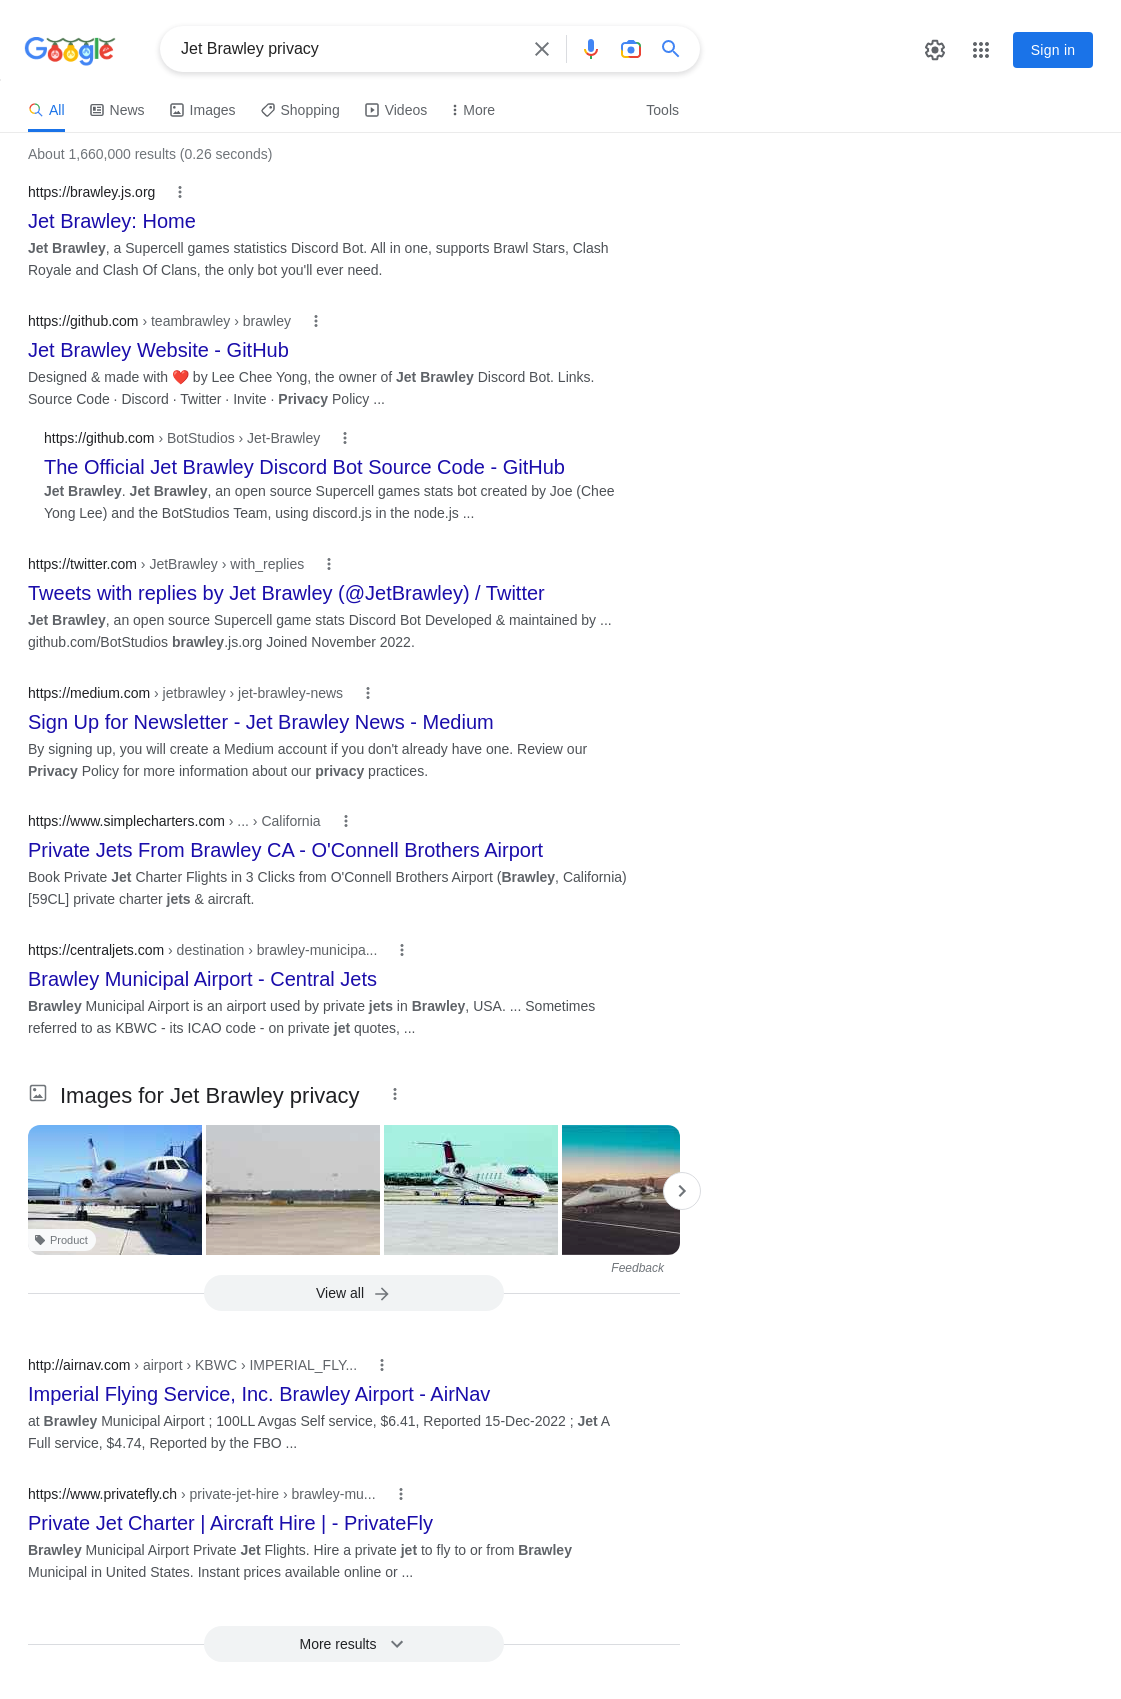 Google
Jet Brawley privacy
Sign in
All News Images Shopping Videos More Tools
About 1,660,000 results (0.26 seconds)
https://brawley.js.org
Jet Brawley: Home
Jet Brawley, a Supercell games statistics Discord Bot. All in one, supports Brawl Stars, Clash
Royale and Clash Of Clans, the only bot you'll ever need.
https://github.com › teambrawley › brawley
Jet Brawley Website - GitHub
Designed & made with ❤️ by Lee Chee Yong, the owner of Jet Brawley Discord Bot. Links.
Source Code · Discord · Twitter · Invite · Privacy Policy ...
https://github.com › BotStudios › Jet-Brawley
The Official Jet Brawley Discord Bot Source Code - GitHub
Jet Brawley. Jet Brawley, an open source Supercell games stats bot created by Joe (Chee
Yong Lee) and the BotStudios Team, using discord.js in the node.js ...
https://twitter.com › JetBrawley › with_replies
Tweets with replies by Jet Brawley (@JetBrawley) / Twitter
Jet Brawley, an open source Supercell game stats Discord Bot Developed & maintained by ...
github.com/BotStudios brawley.js.org Joined November 2022.
https://medium.com › jetbrawley › jet-brawley-news
Sign Up for Newsletter - Jet Brawley News - Medium
By signing up, you will create a Medium account if you don't already have one. Review our
Privacy Policy for more information about our privacy practices.
https://www.simplecharters.com › ... › California
Private Jets From Brawley CA - O'Connell Brothers Airport
Book Private Jet Charter Flights in 3 Clicks from O'Connell Brothers Airport (Brawley, California)
[59CL] private charter jets & aircraft.
https://centraljets.com › destination › brawley-municipa...
Brawley Municipal Airport - Central Jets
Brawley Municipal Airport is an airport used by private jets in Brawley, USA. ... Sometimes
referred to as KBWC - its ICAO code - on private jet quotes, ...
Images for Jet Brawley privacy
Product
Feedback
View all
http://airnav.com › airport › KBWC › IMPERIAL_FLY...
Imperial Flying Service, Inc. Brawley Airport - AirNav
at Brawley Municipal Airport ; 100LL Avgas Self service, $6.41, Reported 15-Dec-2022 ; Jet A
Full service, $4.74, Reported by the FBO ...
https://www.privatefly.ch › private-jet-hire › brawley-mu...
Private Jet Charter | Aircraft Hire | - PrivateFly
Brawley Municipal Airport Private Jet Flights. Hire a private jet to fly to or from Brawley
Municipal in United States. Instant prices available online or ...
More results